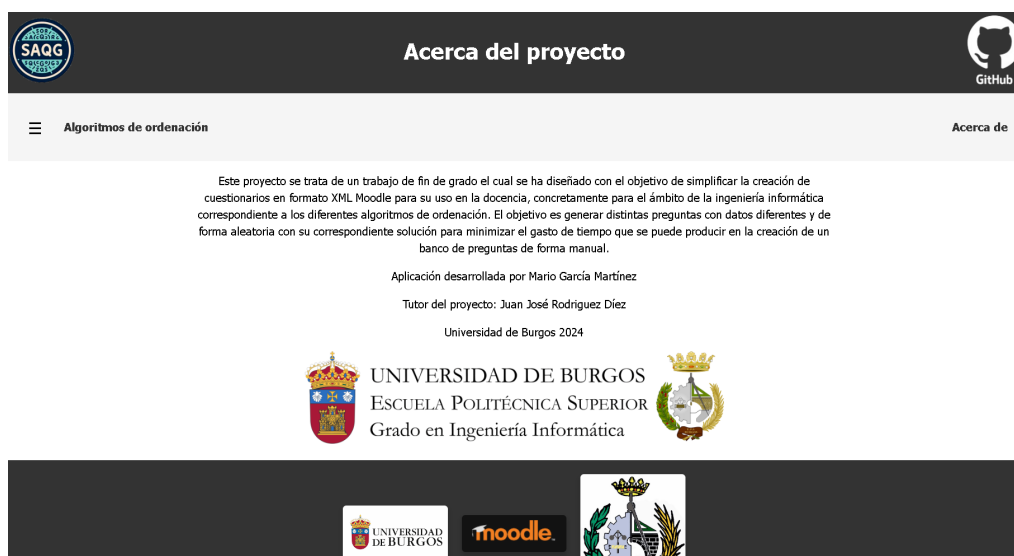 SAQG
Acerca del proyecto
GitHub
☰ Algoritmos de ordenación
Acerca de
Este proyecto se trata de un trabajo de fin de grado el cual se ha diseñado con el objetivo de simplificar la creación de
cuestionarios en formato XML Moodle para su uso en la docencia, concretamente para el ámbito de la ingeniería informática
correspondiente a los diferentes algoritmos de ordenación. El objetivo es generar distintas preguntas con datos diferentes y de
forma aleatoria con su correspondiente solución para minimizar el gasto de tiempo que se puede producir en la creación de un
banco de preguntas de forma manual.
Aplicación desarrollada por Mario García Martínez
Tutor del proyecto: Juan José Rodriguez Díez
Universidad de Burgos 2024
UNIVERSIDAD DE BURGOS
ESCUELA POLITÉCNICA SUPERIOR
Grado en Ingeniería Informática
UNIVERSIDAD
DE BURGOS
moodle